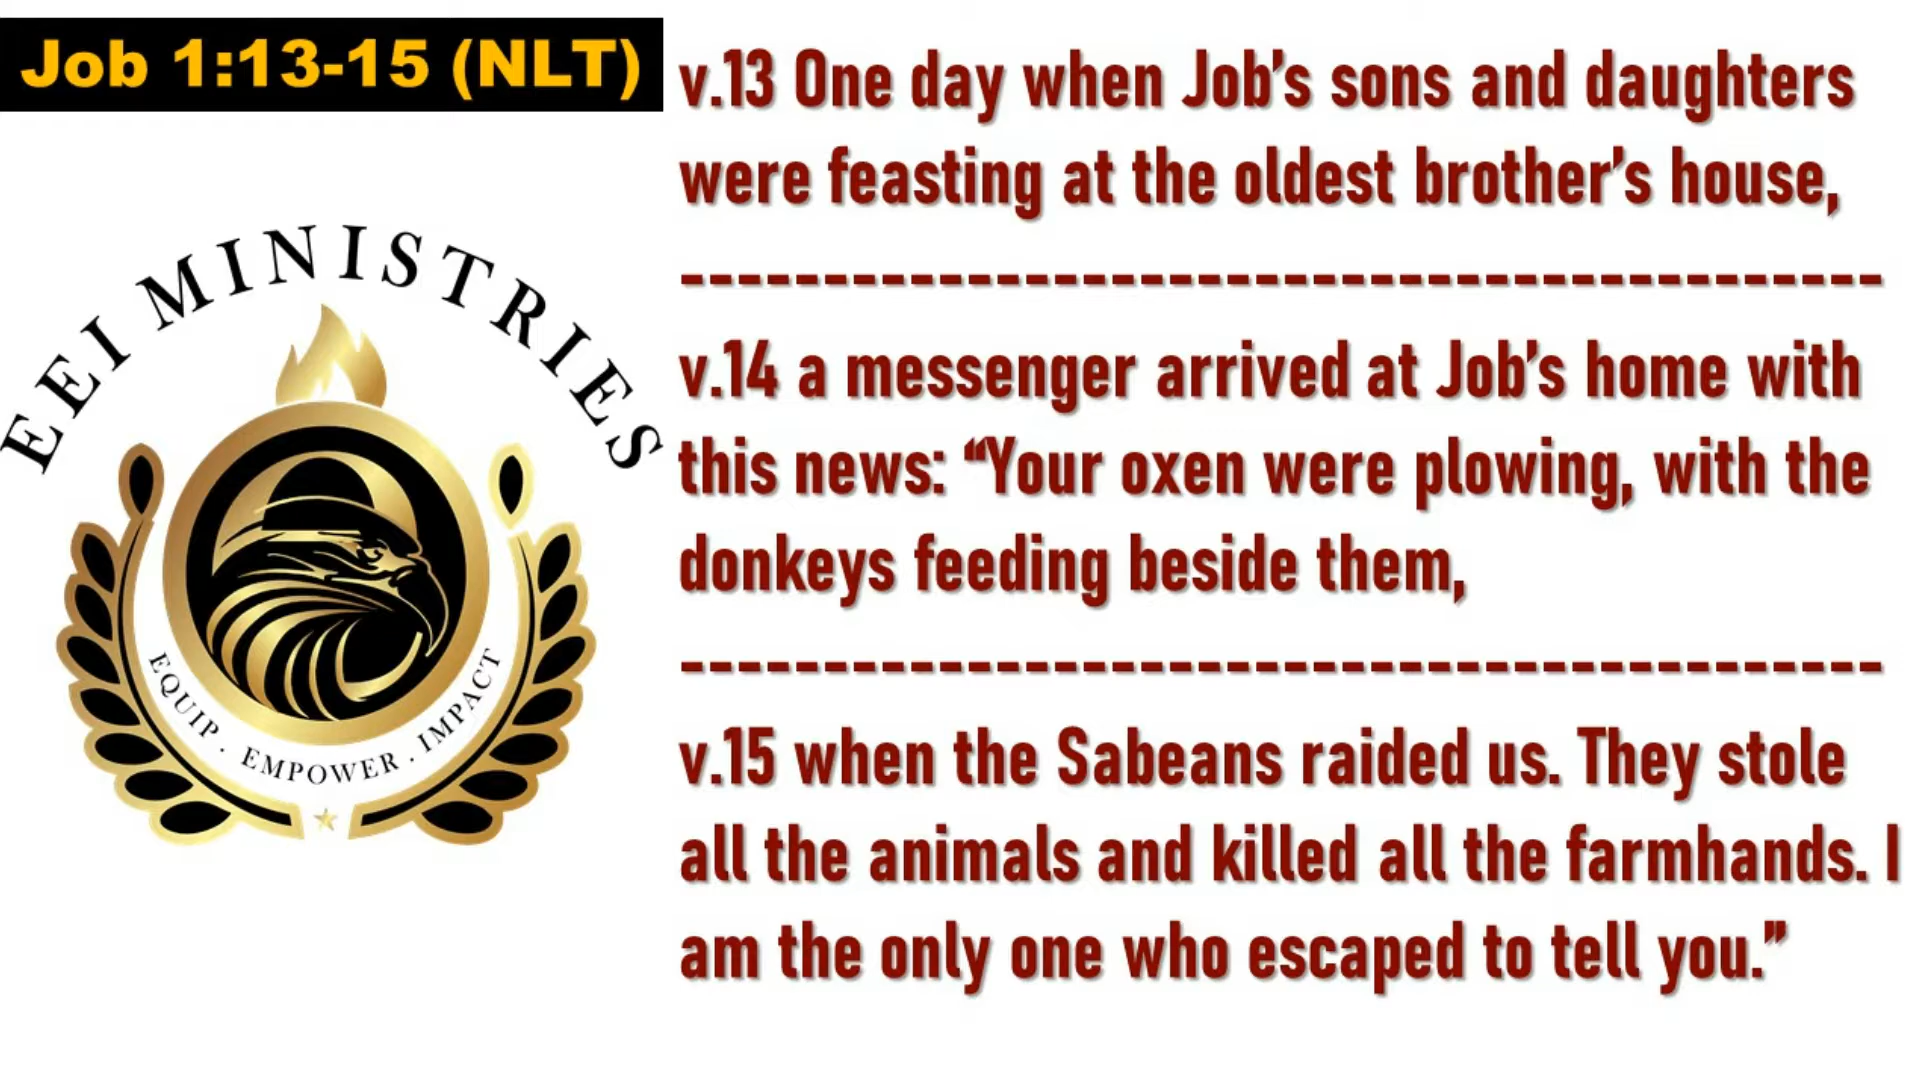 Job 1:13-15 (NLT)
EEI MINISTRIES
EQUIP . EMPOWER . IMPACT
v.13 One day when Job’s sons and daughters
were feasting at the oldest brother’s house,
------------------------------------------
v.14 a messenger arrived at Job’s home with
this news: “Your oxen were plowing, with the
donkeys feeding beside them,
------------------------------------------
v.15 when the Sabeans raided us. They stole
all the animals and killed all the farmhands. I
am the only one who escaped to tell you.”